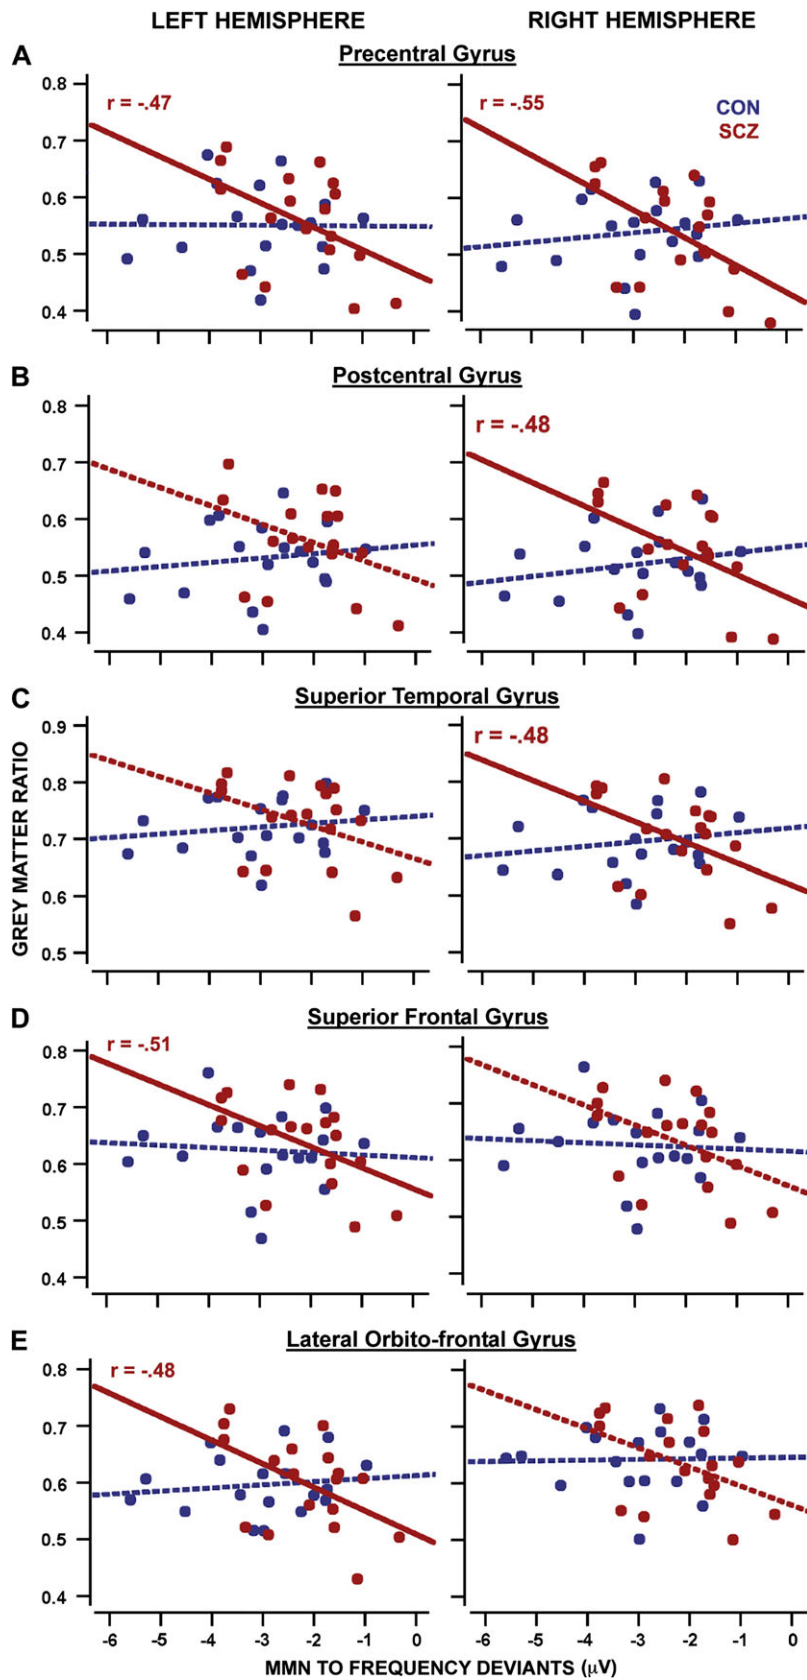 LEFT HEMISPHERE RIGHT HEMISPHERE
A Precentral Gyrus
r = -.47 r = -.55
CON
SCZ
0.8
0.7
0.6
0.5
0.4
B Postcentral Gyrus
r = -.48
0.8
0.7
0.6
0.5
0.4
C Superior Temporal Gyrus
r = -.48
0.9
0.8
0.7
0.6
0.5
GREY MATTER RATIO
D Superior Frontal Gyrus
r = -.51
0.8
0.7
0.6
0.5
0.4
E Lateral Orbito-frontal Gyrus
r = -.48
0.8
0.7
0.6
0.5
0.4
-6 -5 -4 -3 -2 -1 0 -6 -5 -4 -3 -2 -1 0
MMN TO FREQUENCY DEVIANTS (μV)